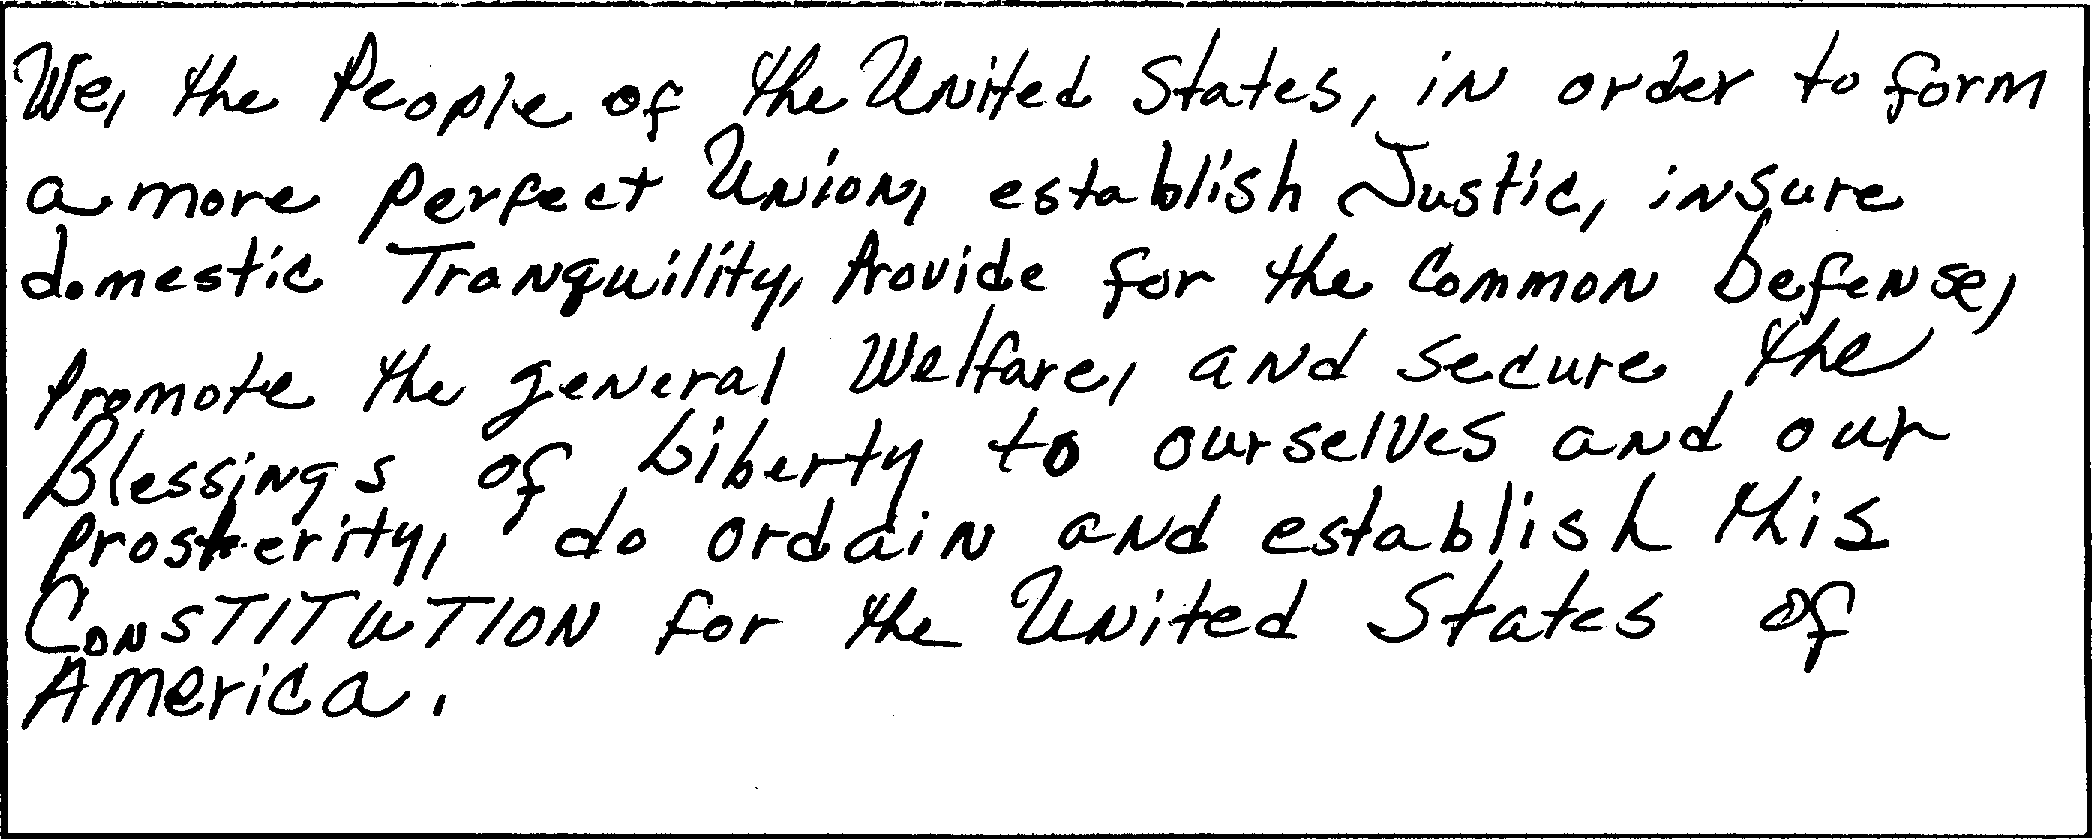 We, the People of the United States, in order to form
a more perfect Union, establish Justic, insure
domestic Tranquility, Provide for the Common Defense,
Promote the general Welfare, and secure the
Blessings of Liberty to ourselves and our
prosterity, do ordain and establish this
CONSTITUTION for the United States of
America.